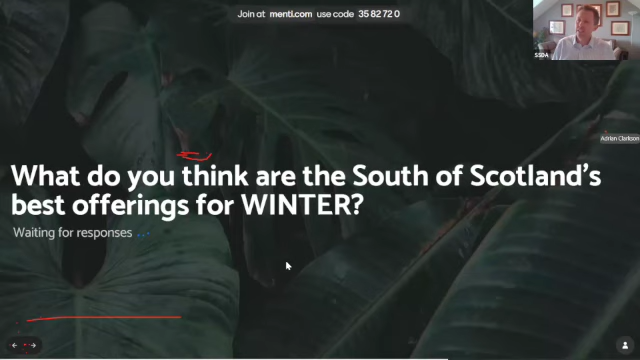 Join at menti.com use code 35 82 72 0
SSDA
Adrian Clarkson
What do you think are the South of Scotland's
best offerings for WINTER?
Waiting for responses